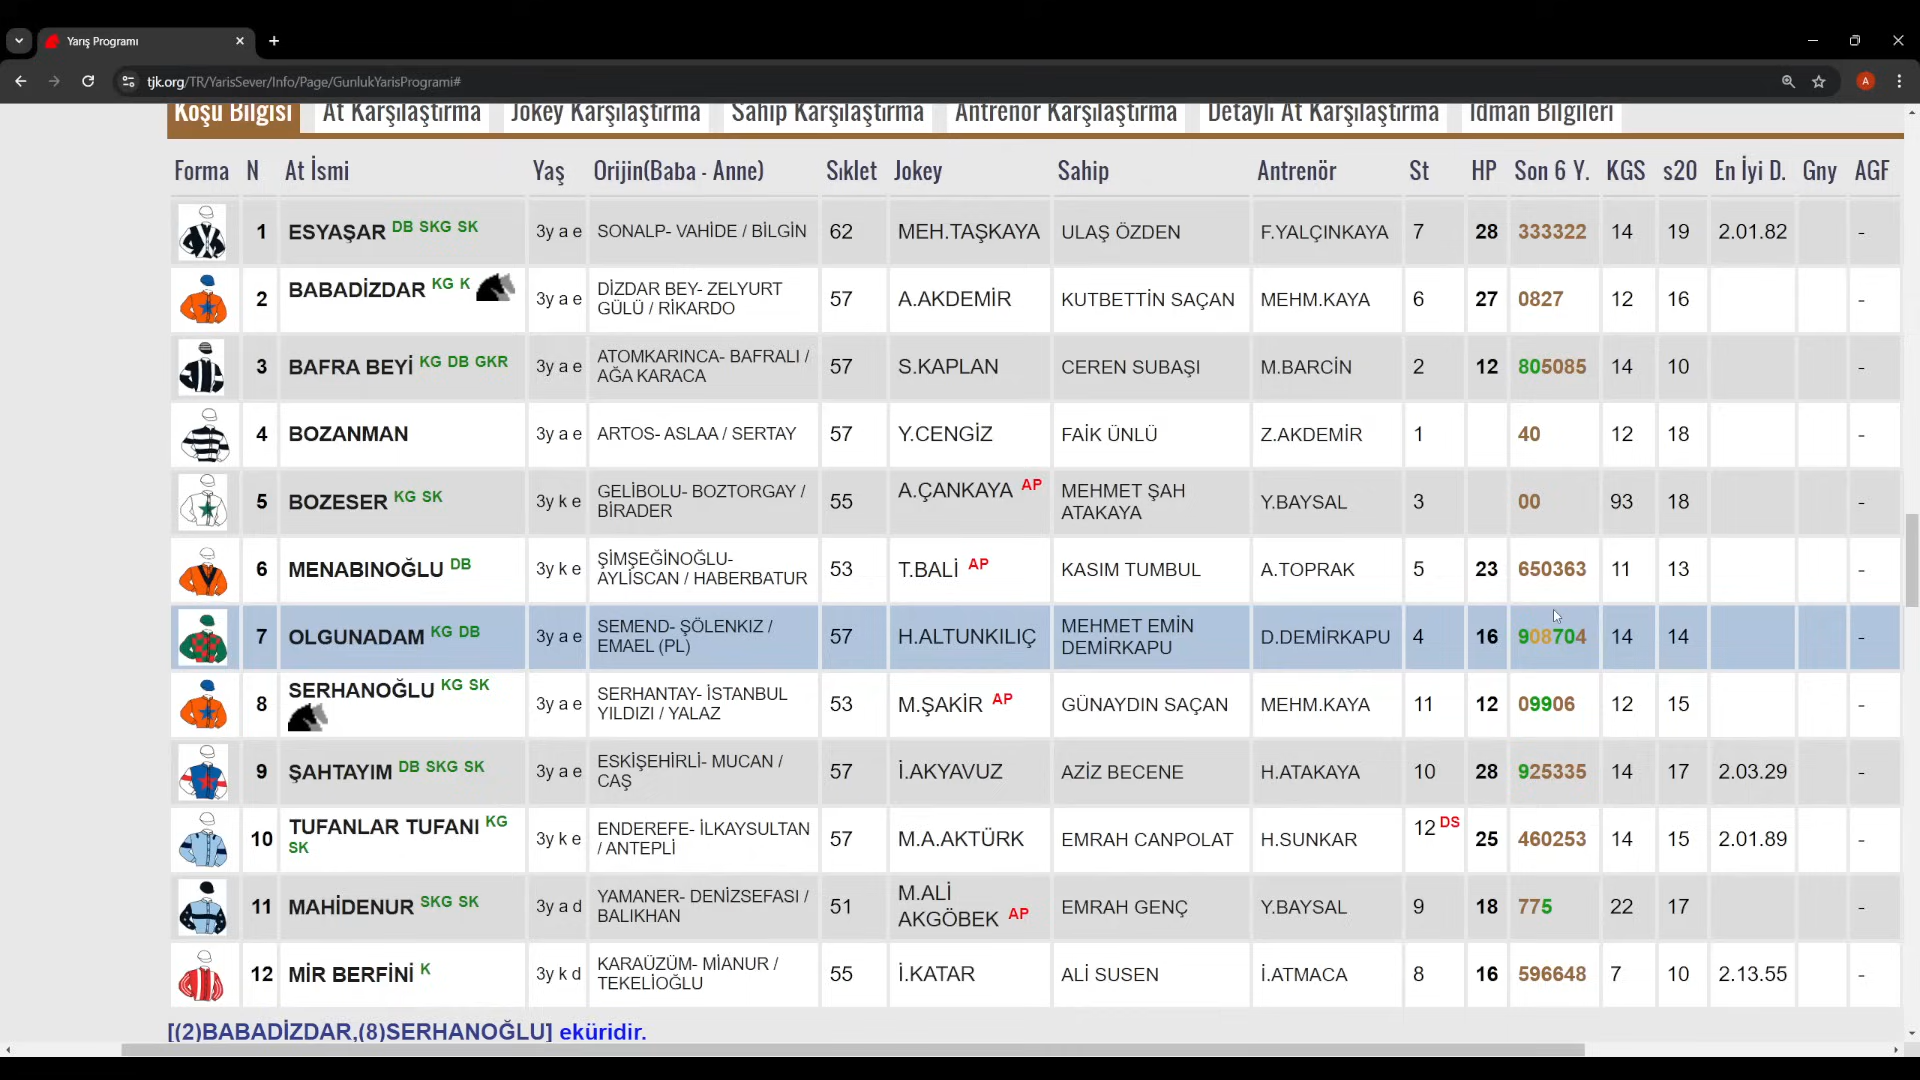 Yarış Programı
tjk.org/TR/YarisSever/Info/Page/GunlukYarisProgrami#
A
Koşu Bilgisi At Karşılaştırma Jokey Karşılaştırma Sahip Karşılaştırma Antrenör Karşılaştırma Detaylı At Karşılaştırma İdman Bilgileri
Forma N At İsmi Yaş Orijin(Baba - Anne) Sıklet Jokey Sahip Antrenör St HP Son 6 Y. KGS s20 En İyi D. Gny AGF
1 ESYAŞAR DB SKG SK 3y a e SONALP- VAHİDE / BİLGİN 62 MEH.TAŞKAYA ULAŞ ÖZDEN F.YALÇINKAYA 7 28 333322 14 19 2.01.82 -
2 BABADİZDAR KG K 3y a e DİZDAR BEY- ZELYURT GÜLÜ / RİKARDO 57 A.AKDEMİR KUTBETTİN SAÇAN MEHM.KAYA 6 27 0827 12 16 -
3 BAFRA BEYİ KG DB GKR 3y a e ATOMKARINCA- BAFRALI / AĞA KARACA 57 S.KAPLAN CEREN SUBAŞI M.BARCİN 2 12 805085 14 10 -
4 BOZANMAN 3y a e ARTOS- ASLAA / SERTAY 57 Y.CENGİZ FAİK ÜNLÜ Z.AKDEMİR 1 40 12 18 -
5 BOZESER KG SK 3y k e GELİBOLU- BOZTORGAY / BİRADER 55 A.ÇANKAYA AP MEHMET ŞAH ATAKAYA Y.BAYSAL 3 00 93 18 -
6 MENABINOĞLU DB 3y k e ŞİMŞEĞİNOĞLU- AYLİSCAN / HABERBATUR 53 T.BALİ AP KASIM TUMBUL A.TOPRAK 5 23 650363 11 13 -
7 OLGUNADAM KG DB 3y a e SEMEND- ŞÖLENKIZ / EMAEL (PL) 57 H.ALTUNKILIÇ MEHMET EMİN DEMİRKAPU D.DEMİRKAPU 4 16 908704 14 14 -
8 SERHANOĞLU KG SK 3y a e SERHANTAY- İSTANBUL YILDIZI / YALAZ 53 M.ŞAKİR AP GÜNAYDIN SAÇAN MEHM.KAYA 11 12 09906 12 15 -
9 ŞAHTAYIM DB SKG SK 3y a e ESKİŞEHİRLİ- MUCAN / CAŞ 57 İ.AKYAVUZ AZİZ BECENE H.ATAKAYA 10 28 925335 14 17 2.03.29 -
10 TUFANLAR TUFANI KG SK 3y k e ENDEREFE- İLKAYSULTAN / ANTEPLİ 57 M.A.AKTÜRK EMRAH CANPOLAT H.SUNKAR 12 DS 25 460253 14 15 2.01.89 -
11 MAHİDENUR SKG SK 3y a d YAMANER- DENİZSEFASI / BALIKHAN 51 M.ALİ AKGÖBEK AP EMRAH GENÇ Y.BAYSAL 9 18 775 22 17 -
12 MİR BERFİNİ K 3y k d KARAÜZÜM- MİANUR / TEKELİOĞLU 55 İ.KATAR ALİ SUSEN İ.ATMACA 8 16 596648 7 10 2.13.55 -
[(2)BABADİZDAR,(8)SERHANOĞLU] eküridir.